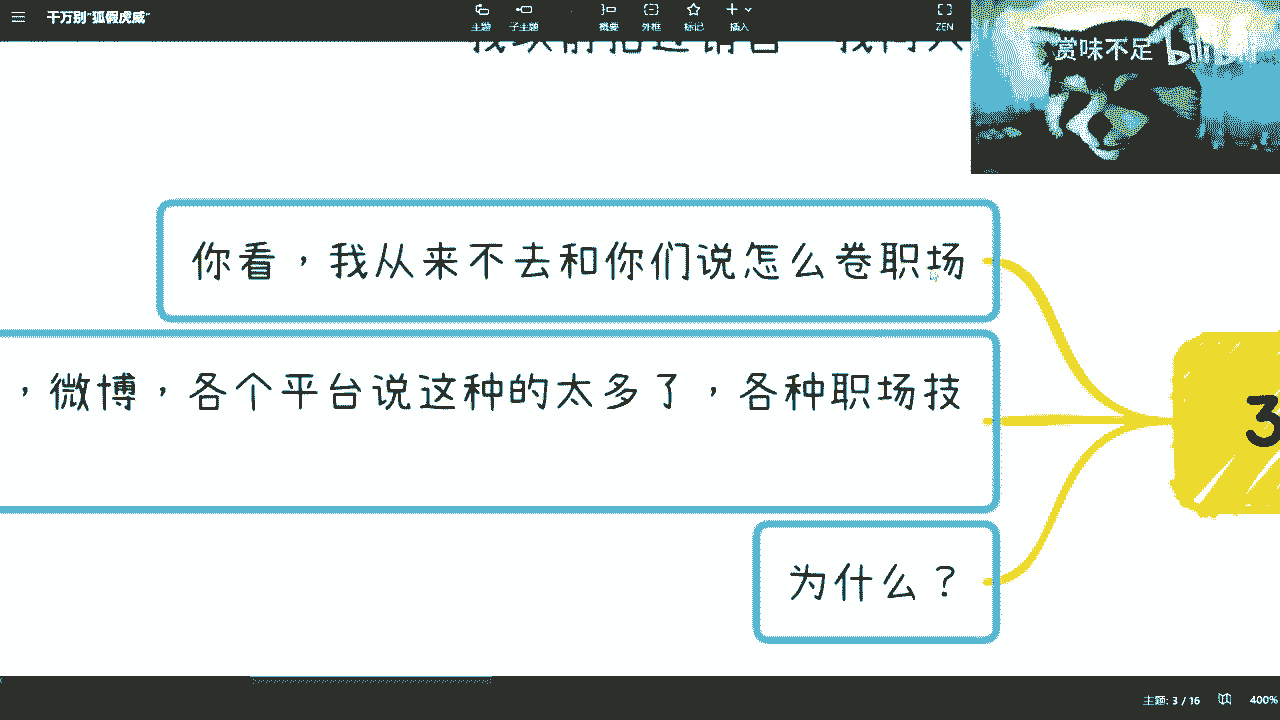 千万别“狐假虎威”
主题
子主题
概要
外框
标记
插入
ZEN
赏味不足
bilibili
你看，我从来不去和你们说怎么卷职场
，微博，各个平台说这种的太多了，各种职场技
为什么？
3
主题: 3 / 16
400%